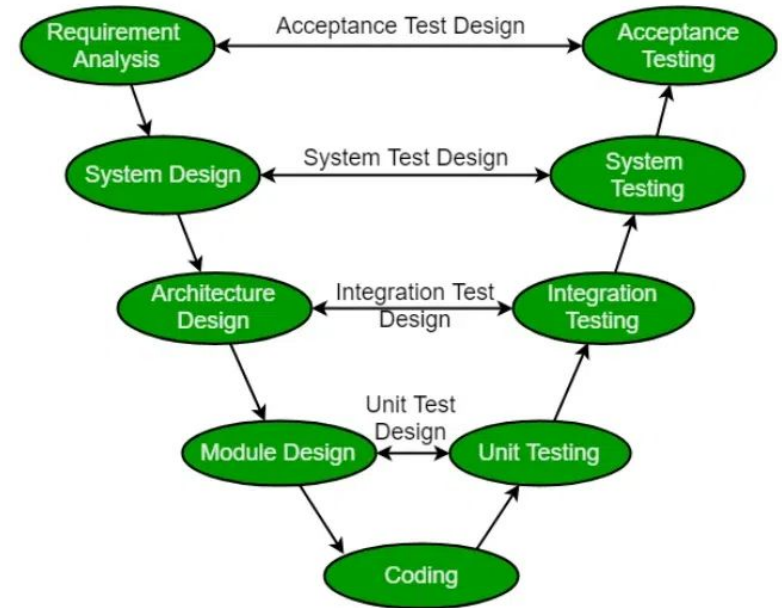 Requirement
Analysis
Acceptance Test Design
Acceptance
Testing
System Design
System Test Design
System
Testing
Architecture
Design
Integration Test
Design
Integration
Testing
Module Design
Unit Test
Design
Unit Testing
Coding